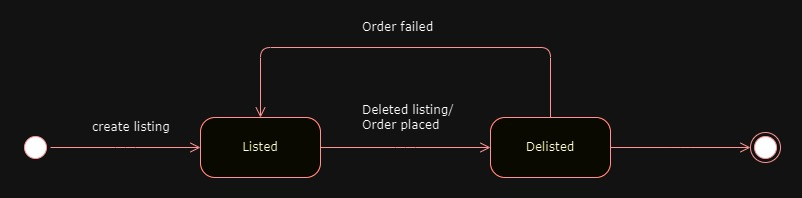 Order failed
create listing
Deleted listing/
Order placed
Listed
Delisted